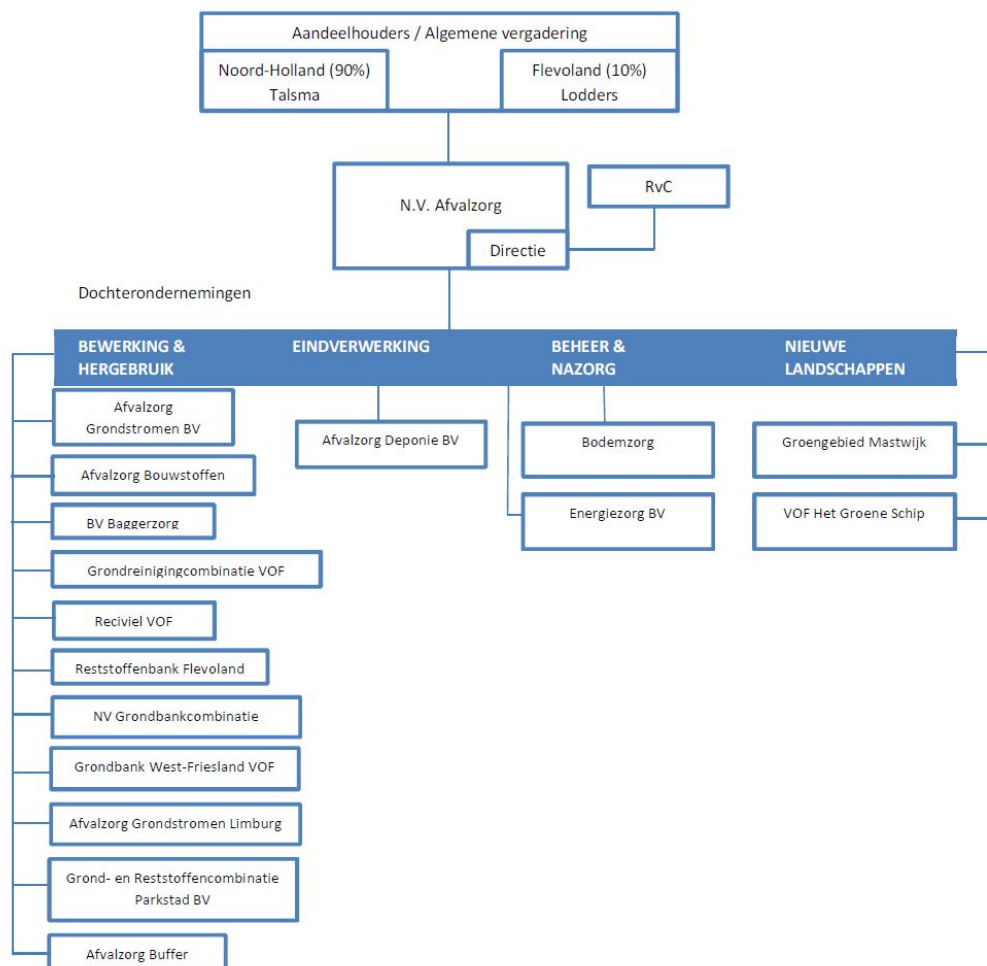 Aandeelhouders / Algemene vergadering
Noord-Holland (90%)
Talsma
Flevoland (10%)
Lodders
N.V. Afvalzorg
RvC
Directie
Dochterondernemingen
BEWERKING &
HERGEBRUIK
EINDVERWERKING
BEHEER &
NAZORG
NIEUWE
LANDSCHAPPEN
Afvalzorg
Grondstromen BV
Afvalzorg Bouwstoffen
BV Baggerzorg
Grondreinigingcombinatie VOF
Reciviel VOF
Reststoffenbank Flevoland
NV Grondbankcombinatie
Grondbank West-Friesland VOF
Afvalzorg Grondstromen Limburg
Grond- en Reststoffencombinatie
Parkstad BV
Afvalzorg Buffer
Afvalzorg Deponie BV
Bodemzorg
Energiezorg BV
Groengebied Mastwijk
VOF Het Groene Schip